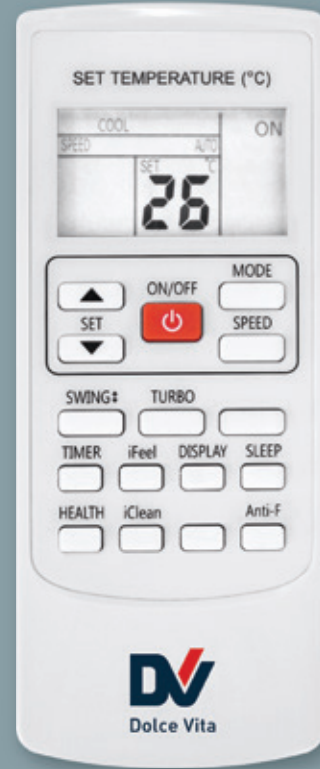 SET TEMPERATURE (°C)
COOL ON
SPEED AUTO
SET °C
26
MODE
ON/OFF
SET SPEED
SWING TURBO
TIMER iFeel DISPLAY SLEEP
HEALTH iClean Anti-F
DV
Dolce Vita